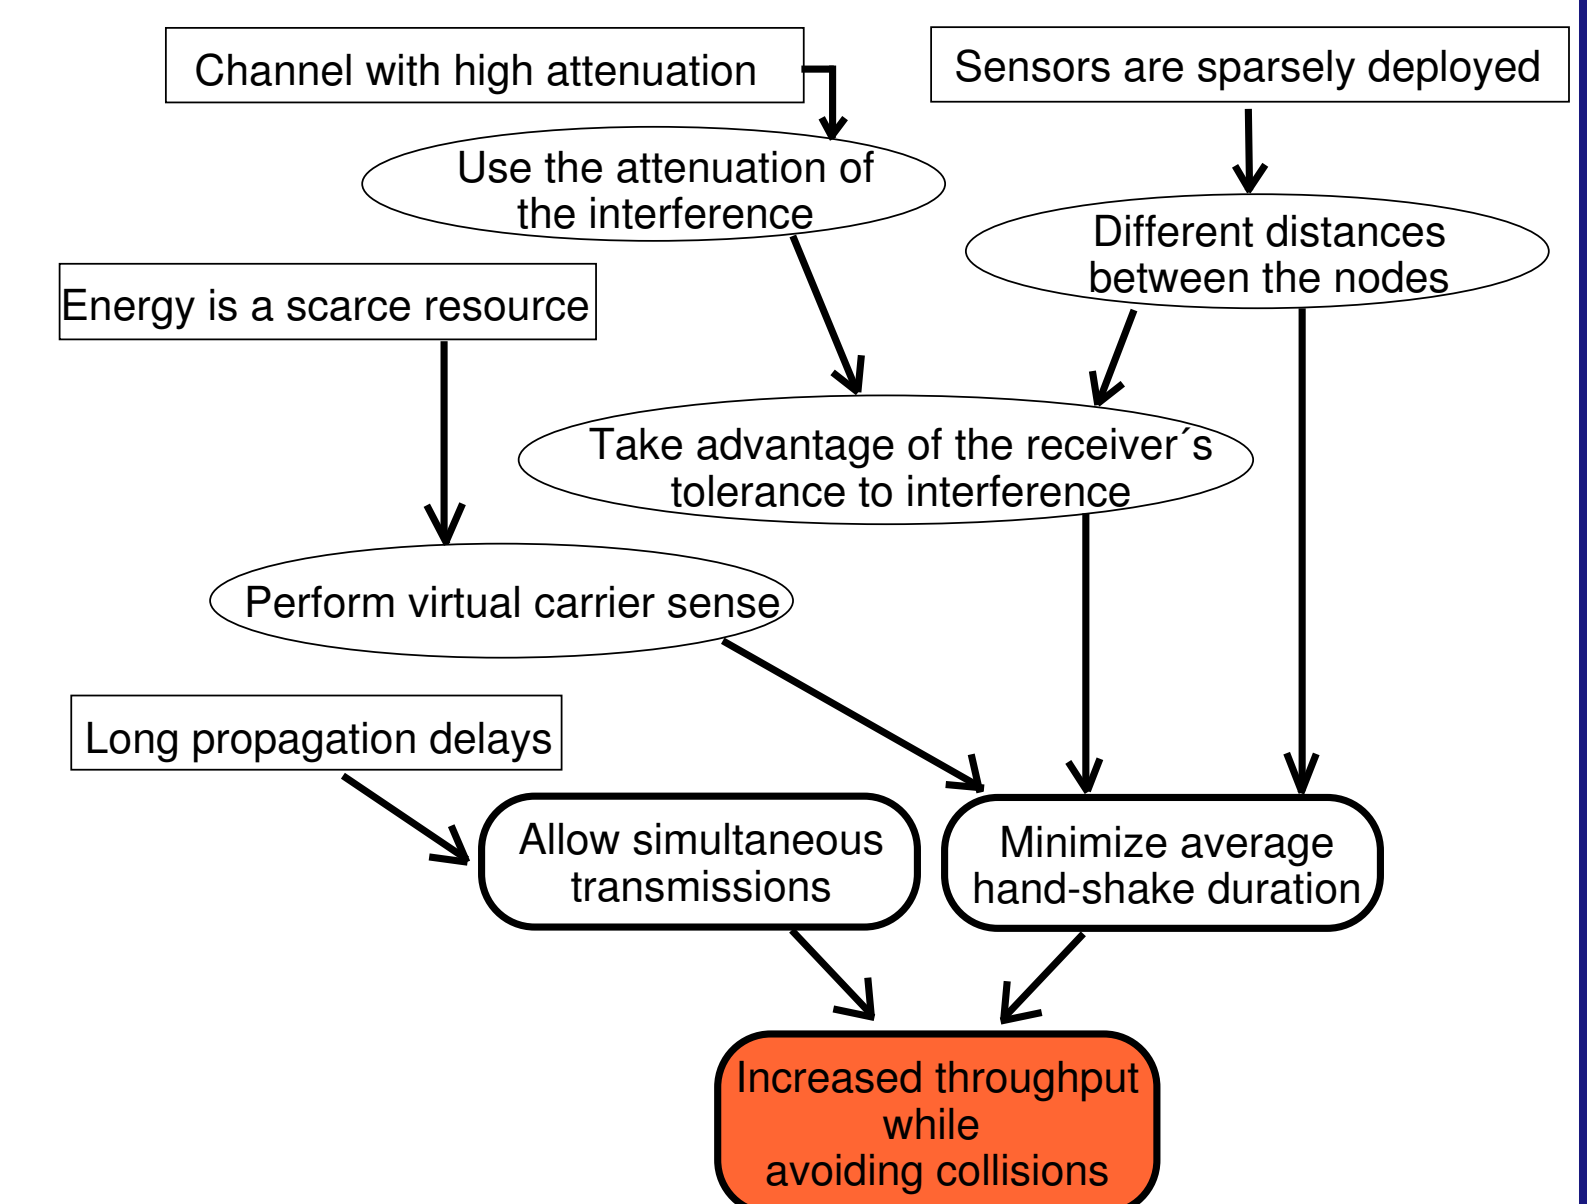 Channel with high attenuation
Sensors are sparsely deployed
Use the attenuation of
the interference
Different distances
between the nodes
Energy is a scarce resource
Take advantage of the receiver´s
tolerance to interference
Perform virtual carrier sense
Long propagation delays
Allow simultaneous
transmissions
Minimize average
hand-shake duration
Increased throughput
while
avoiding collisions